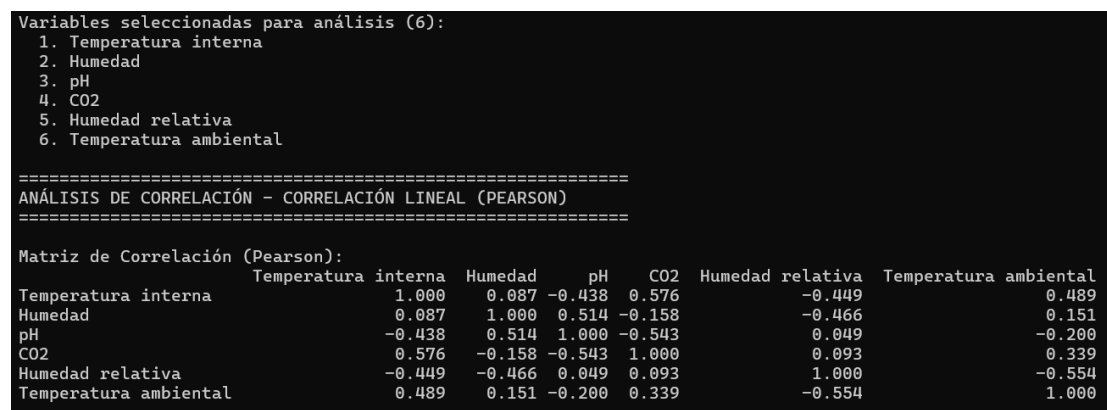 Variables seleccionadas para análisis (6):
  1. Temperatura interna
  2. Humedad
  3. pH
  4. CO2
  5. Humedad relativa
  6. Temperatura ambiental
============================================================
ANÁLISIS DE CORRELACIÓN - CORRELACIÓN LINEAL (PEARSON)
============================================================
Matriz de Correlación (Pearson):
                       Temperatura interna  Humedad     pH    CO2  Humedad relativa  Temperatura ambiental
Temperatura interna                  1.000    0.087 -0.438  0.576            -0.449                  0.489
Humedad                              0.087    1.000  0.514 -0.158            -0.466                  0.151
pH                                  -0.438    0.514  1.000 -0.543             0.049                 -0.200
CO2                                  0.576   -0.158 -0.543  1.000             0.093                  0.339
Humedad relativa                    -0.449   -0.466  0.049  0.093             1.000                 -0.554
Temperatura ambiental                0.489    0.151 -0.200  0.339            -0.554                  1.000